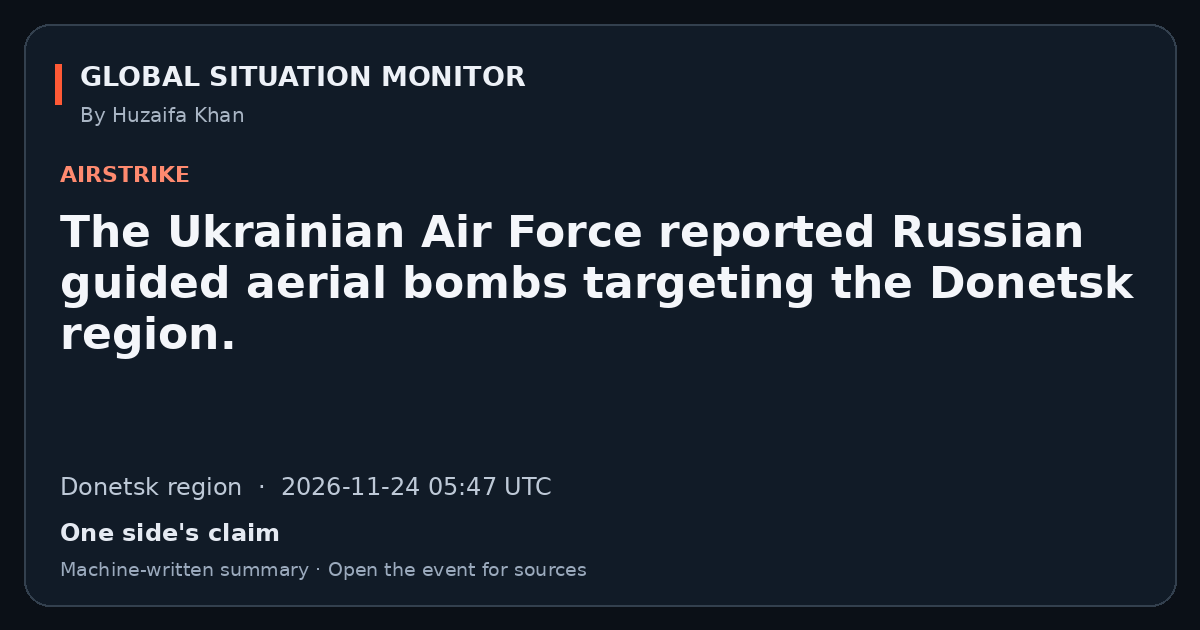 GLOBAL SITUATION MONITOR
By Huzaifa Khan
AIRSTRIKE
The Ukrainian Air Force reported Russian
guided aerial bombs targeting the Donetsk
region.
Donetsk region · 2026-11-24 05:47 UTC
One side's claim
Machine-written summary · Open the event for sources